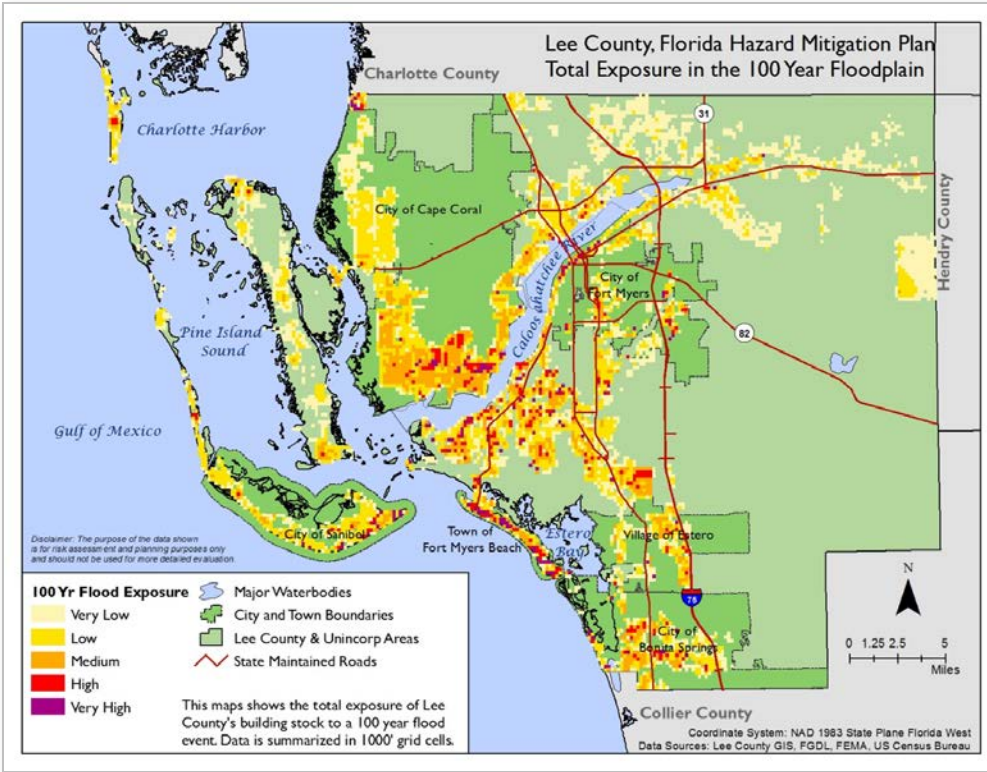 Lee County, Florida Hazard Mitigation Plan
Total Exposure in the 100 Year Floodplain
Charlotte County
Charlotte Harbor
31
City of Cape Coral
Hendry County
Caloosahatchee River
City of
Fort Myers
82
Pine Island
Sound
Gulf of Mexico
City of Sanibel
Town of
Fort Myers Beach
Estero
Bay
Village of Estero
75
City of
Bonita Springs
Collier County
Disclaimer: The purpose of the data shown
is for risk assessment and planning purposes only
and should not be used for more detailed evaluation.
100 Yr Flood Exposure
Very Low
Low
Medium
High
Very High
Major Waterbodies
City and Town Boundaries
Lee County & Unincorp Areas
State Maintained Roads
This maps shows the total exposure of Lee
County's building stock to a 100 year flood
event. Data is summarized in 1000' grid cells.
N
0 1.25 2.5 5
Miles
Coordinate System: NAD 1983 State Plane Florida West
Data Sources: Lee County GIS, FGDL, FEMA, US Census Bureau